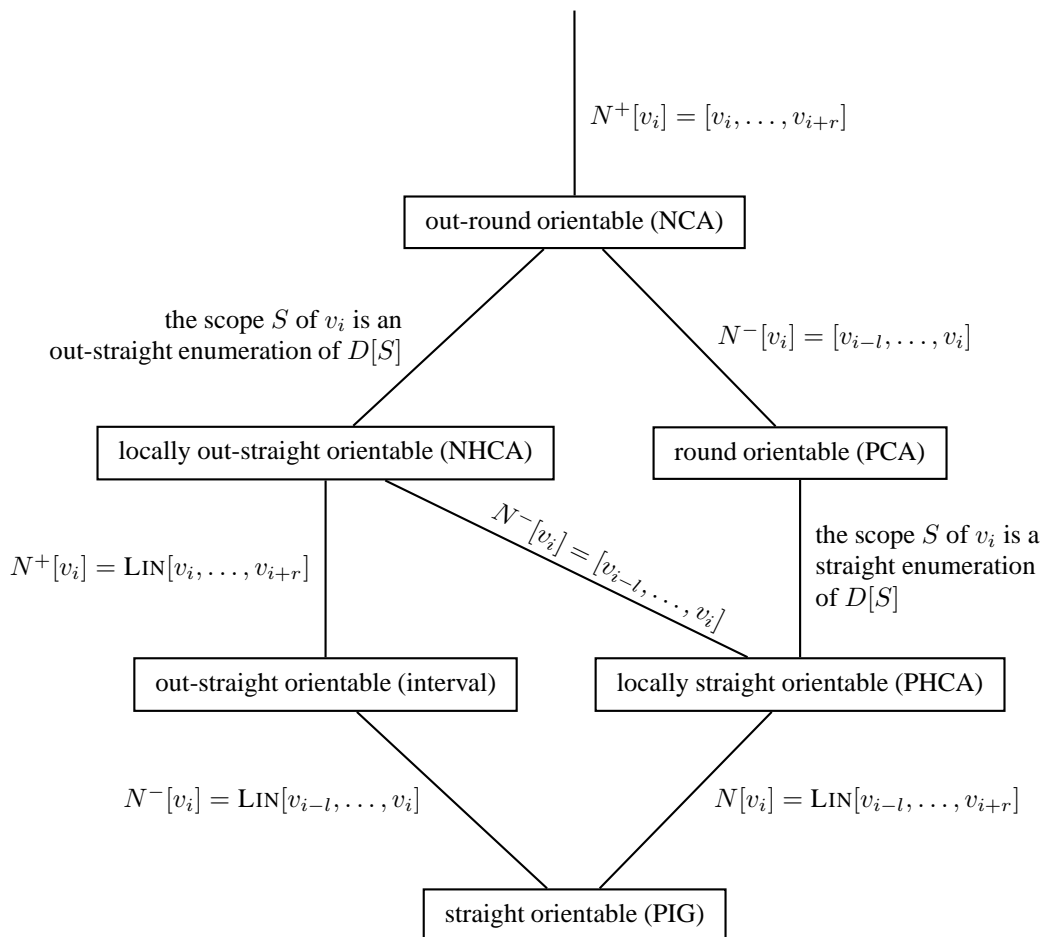 N⁺[vᵢ] = [vᵢ, . . . , vᵢ₊ᵣ]
out-round orientable (NCA)
the scope S of vᵢ is an
out-straight enumeration of D[S]
N⁻[vᵢ] = [vᵢ₋ₗ, . . . , vᵢ]
locally out-straight orientable (NHCA)
round orientable (PCA)
N⁻[vᵢ] = [vᵢ₋ₗ, . . . , vᵢ]
N⁺[vᵢ] = LIN[vᵢ, . . . , vᵢ₊ᵣ]
the scope S of vᵢ is a
straight enumeration
of D[S]
out-straight orientable (interval)
locally straight orientable (PHCA)
N⁻[vᵢ] = LIN[vᵢ₋ₗ, . . . , vᵢ]
N[vᵢ] = LIN[vᵢ₋ₗ, . . . , vᵢ₊ᵣ]
straight orientable (PIG)